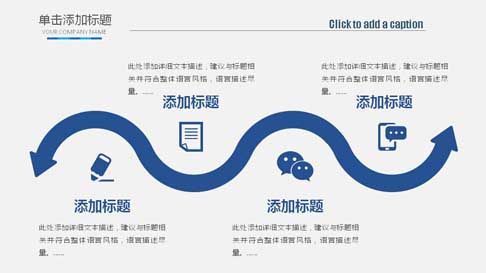 单击添加标题
YOUR COMPANY NAME
Click to add a caption
此处添加详细文本描述，建议与标题相
关并符合整体语言风格，语言描述尽
量。……
添加标题
此处添加详细文本描述，建议与标题相
关并符合整体语言风格，语言描述尽
量。……
添加标题
添加标题
此处添加详细文本描述，建议与标题相
关并符合整体语言风格，语言描述尽
量。……
添加标题
此处添加详细文本描述，建议与标题相
关并符合整体语言风格，语言描述尽
量。……